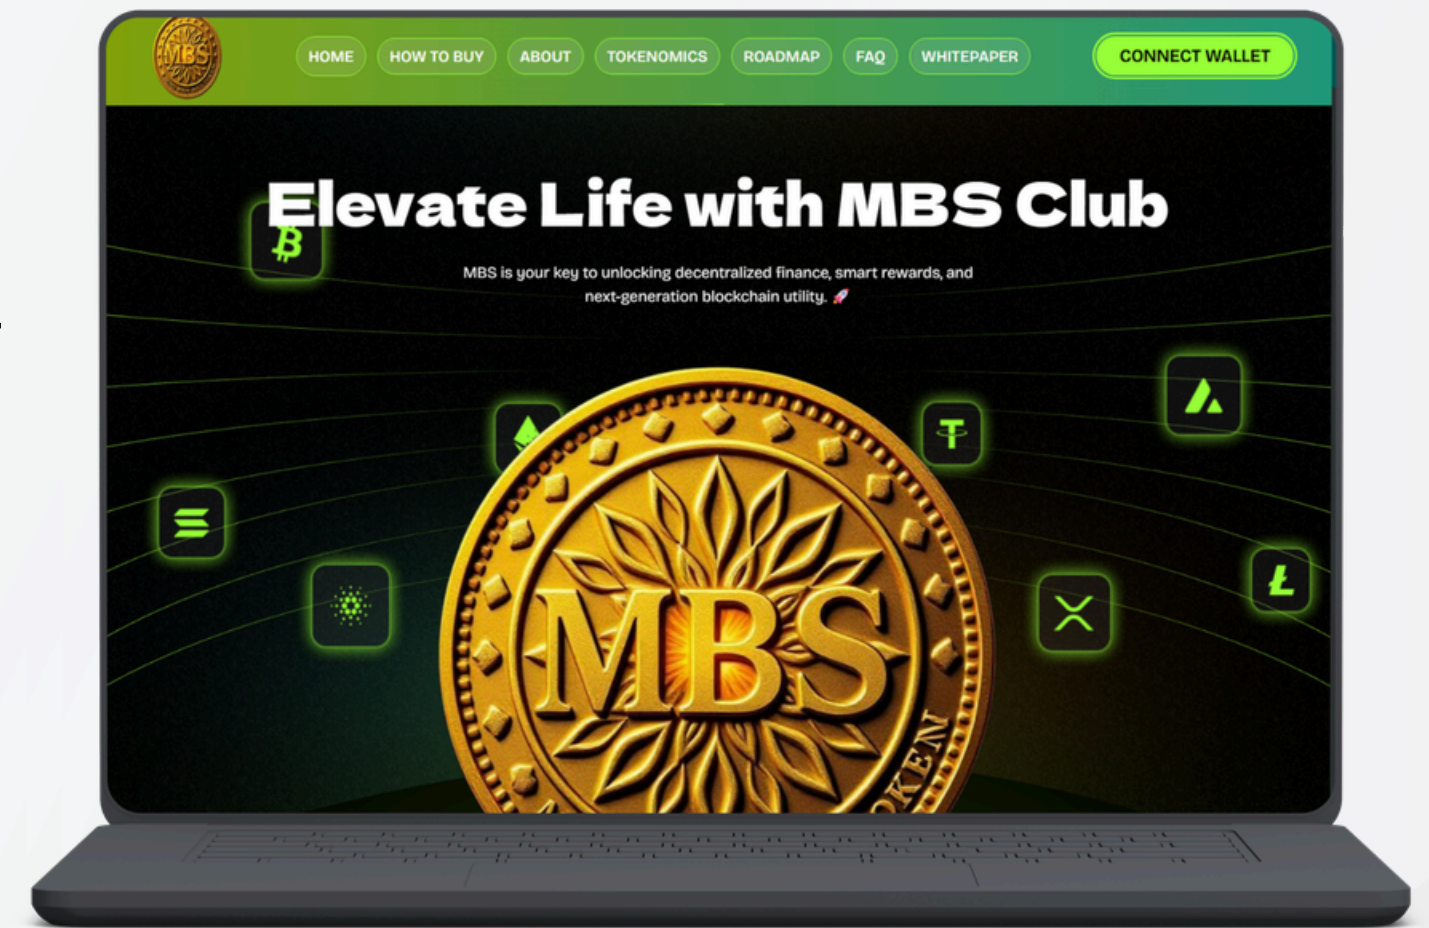 MBS
HOME
HOW TO BUY
ABOUT
TOKENOMICS
ROADMAP
FAQ
WHITEPAPER
CONNECT WALLET
Elevate Life with MBS Club
MBS is your key to unlocking decentralized finance, smart rewards, and
next-generation blockchain utility. 🚀
MBS